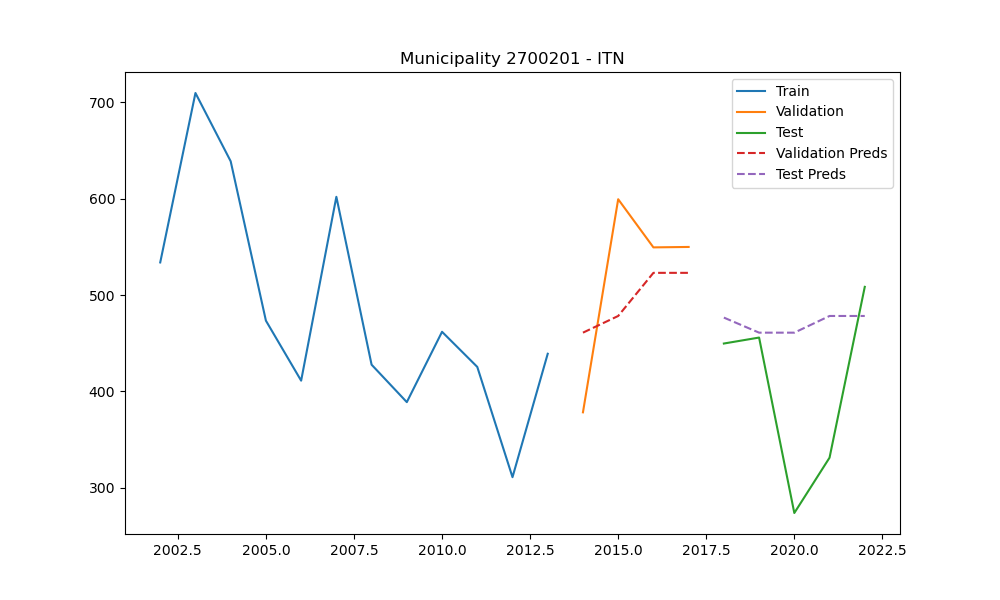 Municipality 2700201 - ITN
Train
Validation
Test
Validation Preds
Test Preds
700
600
500
400
300
2002.5 2005.0 2007.5 2010.0 2012.5 2015.0 2017.5 2020.0 2022.5